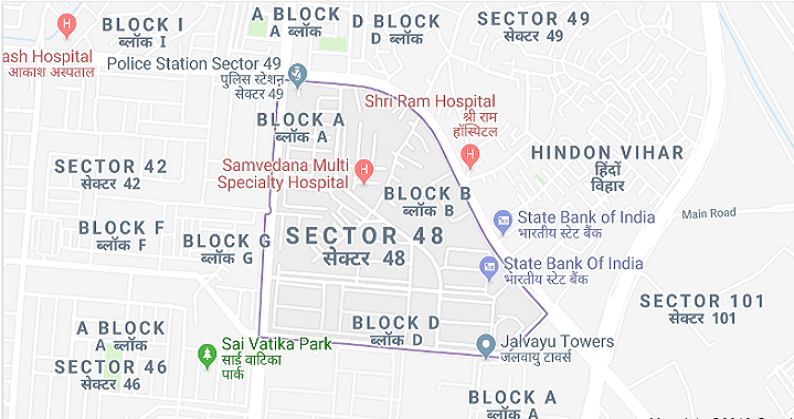 BLOCK I
ब्लॉक I
A BLOCK
A ब्लॉक
D BLOCK
D ब्लॉक
SECTOR 49
सेक्टर 49
ash Hospital
आकाश अस्पताल
Police Station Sector 49
पुलिस स्टेशन
सेक्टर 49
Shri Ram Hospital
श्री राम
हॉस्पिटल
BLOCK A
ब्लॉक A
HINDON VIHAR
हिंदों
विहार
SECTOR 42
सेक्टर 42
Samvedana Multi
Specialty Hospital
BLOCK B
ब्लॉक B
State Bank of India
भारतीय स्टेट बैंक
Main Road
BLOCK F
ब्लॉक F
BLOCK G
ब्लॉक G
SECTOR 48
सेक्टर 48
State Bank Of India
भारतीय स्टेट बैंक
SECTOR 101
सेक्टर 101
A BLOCK
A ब्लॉक
BLOCK D
ब्लॉक D
Sai Vatika Park
साई वाटिका
पार्क
Jalvayu Towers
जलवायु टावर्स
SECTOR 46
सेक्टर 46
BLOCK A
ब्लॉक A